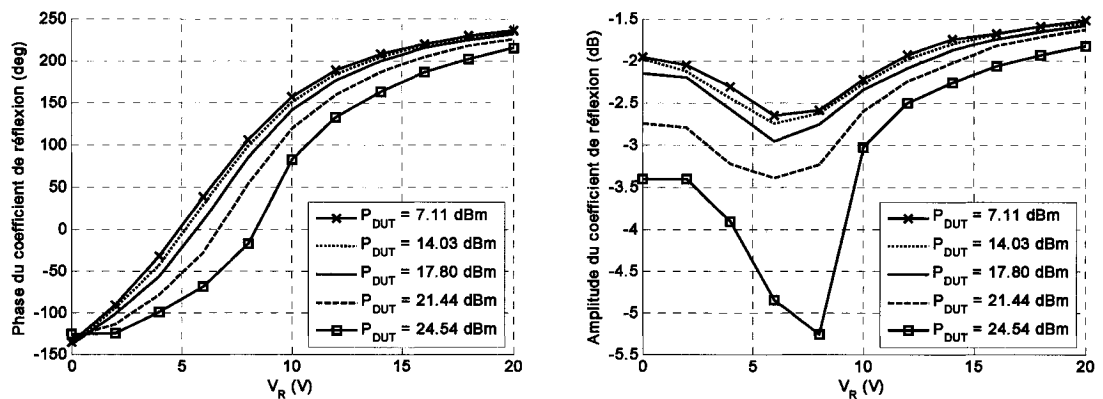 250
200
150
100
50
0
-50
-100
-150
0
5
10
15
20
Phase du coefficient de réflexion (deg)
V_R (V)
P_DUT = 7.11 dBm
P_DUT = 14.03 dBm
P_DUT = 17.80 dBm
P_DUT = 21.44 dBm
P_DUT = 24.54 dBm
-1.5
-2
-2.5
-3
-3.5
-4
-4.5
-5
-5.5
0
5
10
15
20
Amplitude du coefficient de réflexion (dB)
V_R (V)
P_DUT = 7.11 dBm
P_DUT = 14.03 dBm
P_DUT = 17.80 dBm
P_DUT = 21.44 dBm
P_DUT = 24.54 dBm